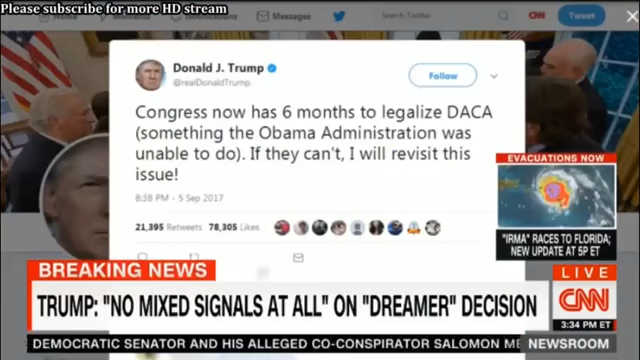 Please subscribe for more HD stream
CNN
Tweet
Donald J. Trump
@realDonaldTrump
Follow
Congress now has 6 months to legalize DACA
(something the Obama Administration was
unable to do). If they can't, I will revisit this
issue!
8:38 PM - 5 Sep 2017
21,395 Retweets 78,305 Likes
EVACUATIONS NOW
"IRMA" RACES TO FLORIDA;
NEW UPDATE AT 5P ET
BREAKING NEWS
LIVE
TRUMP: "NO MIXED SIGNALS AT ALL" ON "DREAMER" DECISION
CNN
3:34 PM ET
DEMOCRATIC SENATOR AND HIS ALLEGED CO-CONSPIRATOR SALOMON ME
NEWSROOM